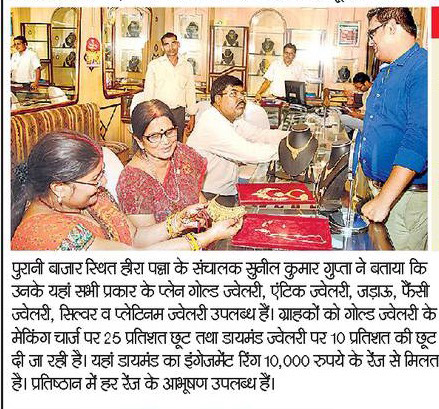 पुरानी बाजार स्थित हीरा पन्ना के संचालक सुनील कुमार गुप्ता ने बताया कि
उनके यहां सभी प्रकार के प्लेन गोल्ड ज्वेलरी, एंटिक ज्वेलरी, जड़ाऊ, फैंसी
ज्वेलरी, सिल्वर व प्लेटिनम ज्वेलरी उपलब्ध हैं। ग्राहकों को गोल्ड ज्वेलरी के
मेकिंग चार्ज पर 25 प्रतिशत छूट तथा डायमंड ज्वेलरी पर 10 प्रतिशत की छूट
दी जा रही है। यहां डायमंड का इंगेजमेंट रिंग 10,000 रुपये के रेंज से मिलत
है। प्रतिष्ठान में हर रेंज के आभूषण उपलब्ध हैं।